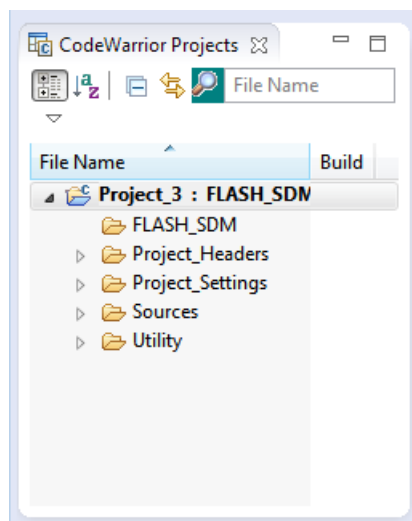 CodeWarrior Projects
File Name
File Name Build
Project_3 : FLASH_SDM
FLASH_SDM
Project_Headers
Project_Settings
Sources
Utility